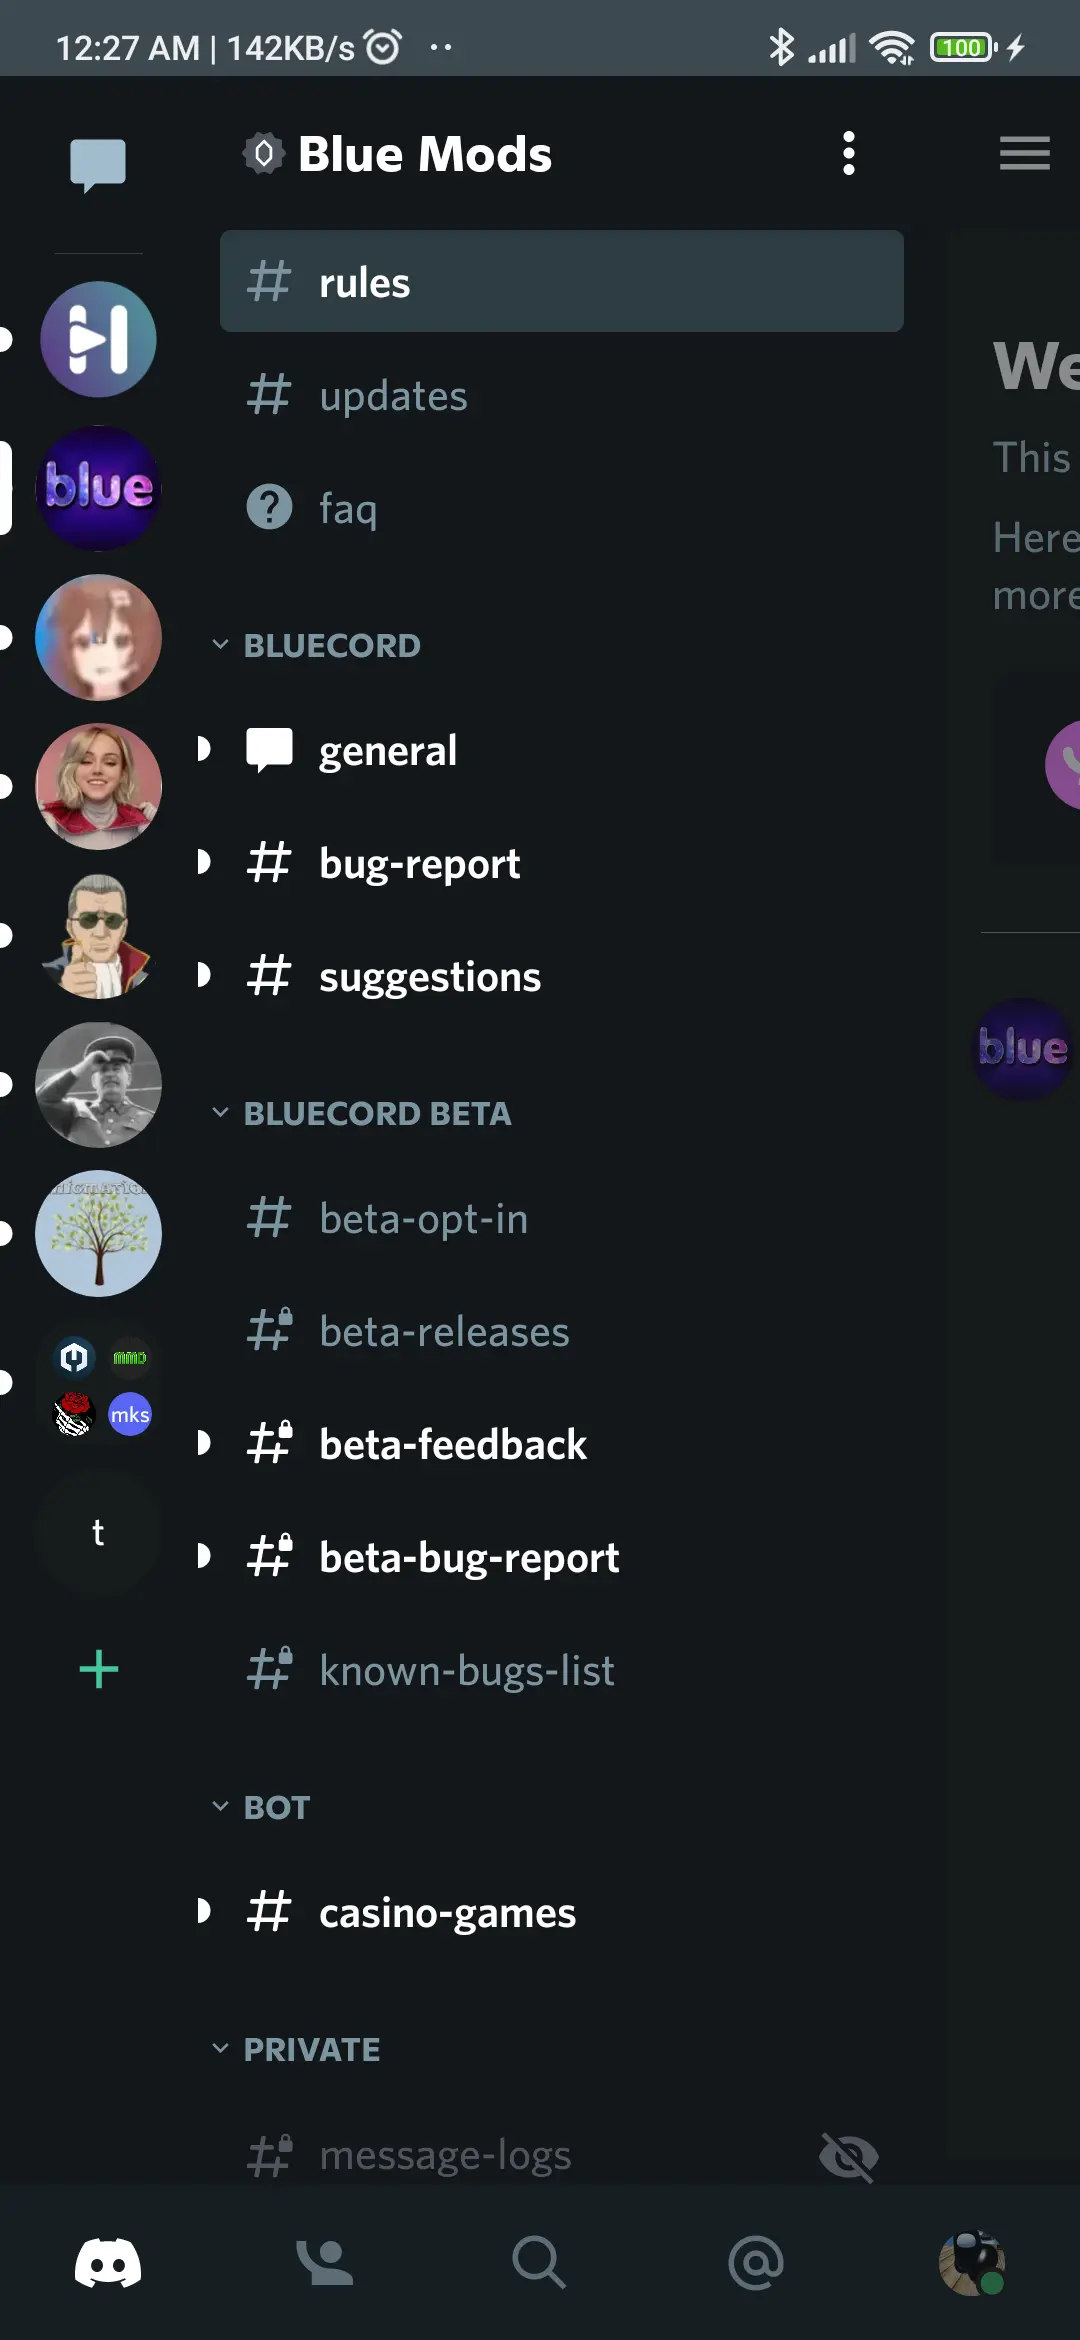 12:27 AM | 142KB/s
100
Blue Mods
rules
updates
faq
BLUECORD
general
bug-report
suggestions
BLUECORD BETA
beta-opt-in
beta-releases
beta-feedback
beta-bug-report
known-bugs-list
BOT
casino-games
PRIVATE
message-logs
blue
mmd
mks
t
We
This
Here
more
blue